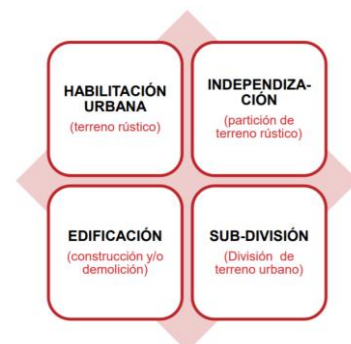 HABILITACIÓN
URBANA
(terreno rústico)
INDEPENDIZA-
CIÓN
(partición de
terreno rústico)
EDIFICACIÓN
(construcción y/o
demolición)
SUB-DIVISIÓN
(División de
terreno urbano)